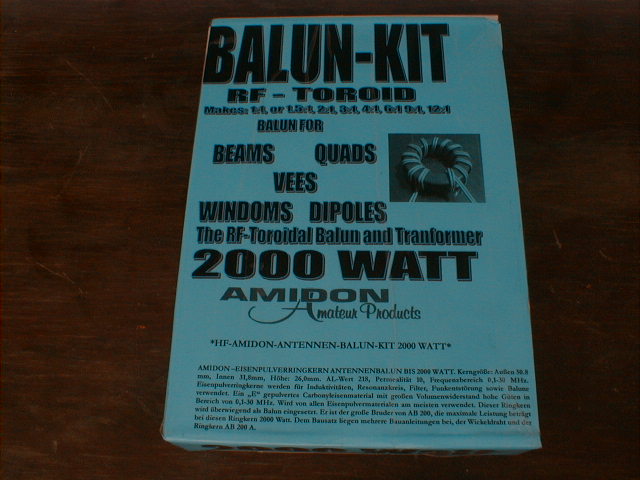 BALUN-KIT
RF - TOROID
Makes: 1:1, or 1,5:1, 2:1, 3:1, 4:1, 6:1 9:1, 12:1
BALUN FOR
BEAMS QUADS
VEES
WINDOMS DIPOLES
The RF-Toroidal Balun and Tranformer
2000 WATT
AMIDON
Amateur Products
*HF-AMIDON-ANTENNEN-BALUN-KIT 2000 WATT*
AMIDON -EISENPULVERRINGKERN ANTENNENBALUN BIS 2000 WATT. Kerngröße: Außen 50.8
mm, Innen 31,8mm, Höhe: 26,0mm. AL-Wert 218, Permeabilität 10, Frequenzbereich 0,1-30 MHz.
Eisenpulverringkerne werden für Induktivitäten, Resonanzkreis, Filter, Funkentstörung sowie Balune
verwendet. Ein „E" gepulvertes Carbonyleisenmaterial mit großen Volumenwiderstand hohe Güten in
Bereich von 0,1-30 MHz. Wird von allen Eisenpulvermaterialen am meisten verwendet. Dieser Ringkern
wird überwiegend als Balun eingesetzt. Er ist der große Bruder von AB 200, die maximale Leistung beträgt
bei diesen Ringkern 2000 Watt. Dem Bausatz liegen mehrere Bauanleitungen bei, der Wickeldraht und der
Ringkern AB 200 A.